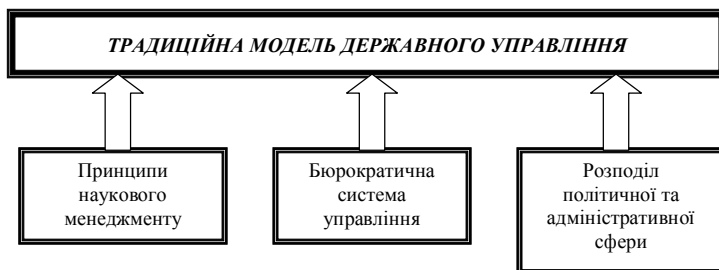 ТРАДИЦІЙНА МОДЕЛЬ ДЕРЖАВНОГО УПРАВЛІННЯ
Принципи
наукового
менеджменту
Бюрократична
система
управління
Розподіл
політичної та
адміністративної
сфери